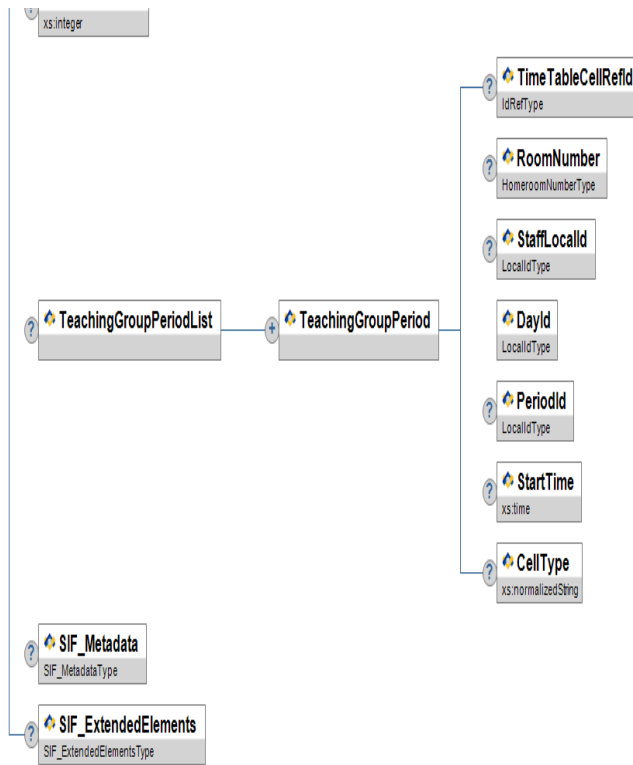 ?
xs:integer
? TimeTableCellRefId
IdRefType
? RoomNumber
HomeroomNumberType
? StaffLocalId
LocalIdType
? TeachingGroupPeriodList
+ TeachingGroupPeriod
DayId
LocalIdType
? PeriodId
LocalIdType
? StartTime
xs:time
? CellType
xs:normalizedString
? SIF_Metadata
SIF_MetadataType
? SIF_ExtendedElements
SIF_ExtendedElementsType